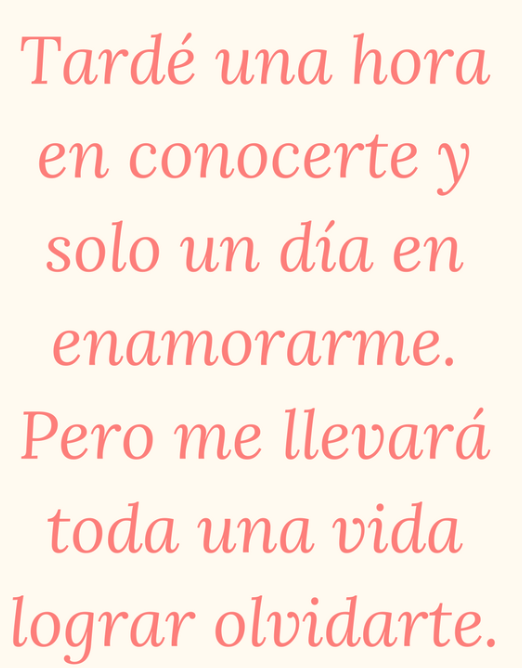 Tardé una hora
en conocerte y
solo un día en
enamorarme.
Pero me llevará
toda una vida
lograr olvidarte.